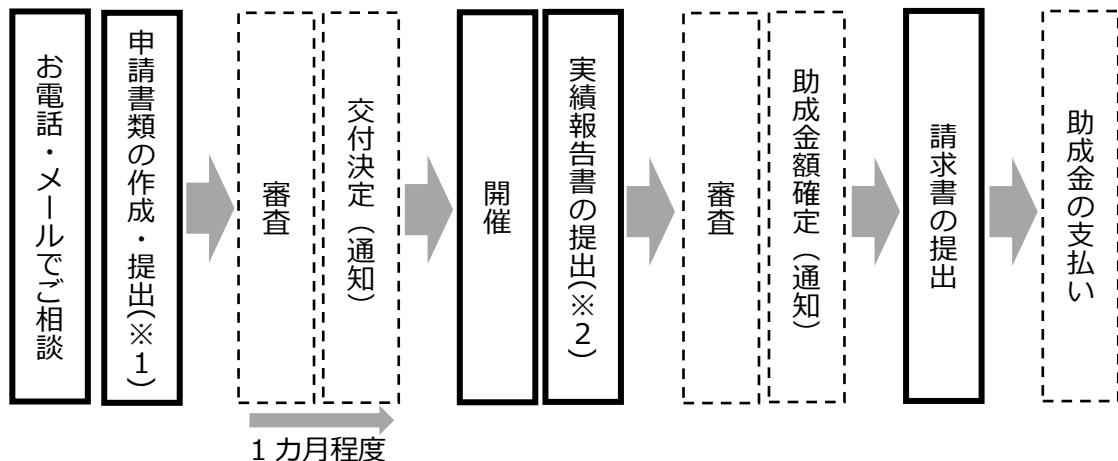 お電話・メールでご相談
申請書類の作成・提出(※1)
審査
交付決定（通知）
開催
実績報告書の提出(※2)
審査
助成金額確定（通知）
請求書の提出
助成金の支払い
1カ月程度